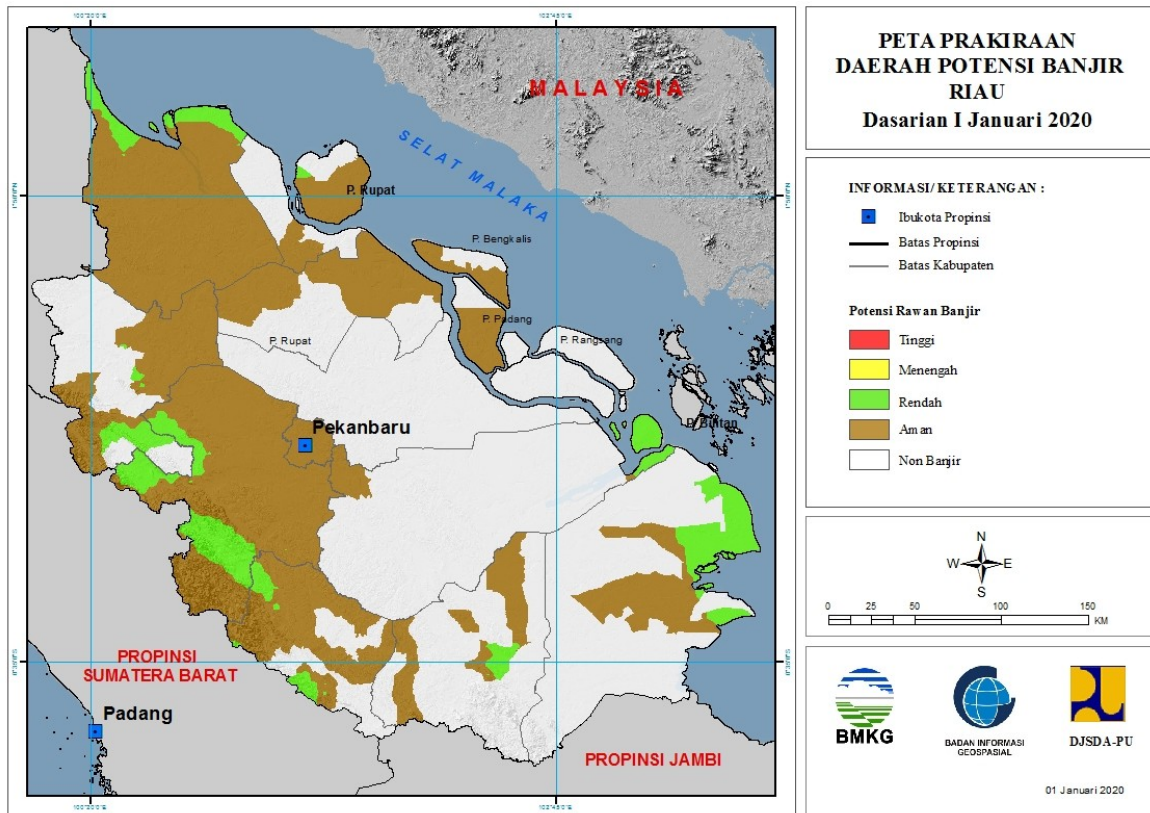 PETA PRAKIRAAN
DAERAH POTENSI BANJIR
RIAU
Dasarian I Januari 2020
INFORMASI/ KETERANGAN :
Ibukota Propinsi
Batas Propinsi
Batas Kabupaten
Potensi Rawan Banjir
Tinggi
Menengah
Rendah
Aman
Non Banjir
N
W E
S
0 25 50 100 150
KM
BMKG
BADAN INFORMASI
GEOSPASIAL
DJSDA-PU
01 Januari 2020
MALAYSIA
SELAT MALAKA
P. Rupat
P. Bengkalis
P. Padang
P. Rangsang
P. Rupat
P. Bintan
Pekanbaru
PROPINSI
SUMATERA BARAT
Padang
PROPINSI JAMBI